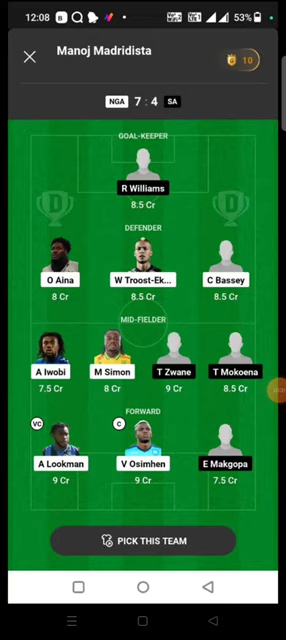 12:08
53%
Manoj Madridista
10
NGA 7 : 4 SA
GOAL-KEEPER
R Williams
8.5 Cr
DEFENDER
O Aina W Troost-Ek... C Bassey
8 Cr 8.5 Cr 8.5 Cr
MID-FIELDER
A Iwobi M Simon T Zwane T Mokoena
7.5 Cr 8 Cr 9 Cr 8.5 Cr
FORWARD
VC C
A Lookman V Osimhen E Makgopa
9 Cr 9 Cr 7.5 Cr
PICK THIS TEAM